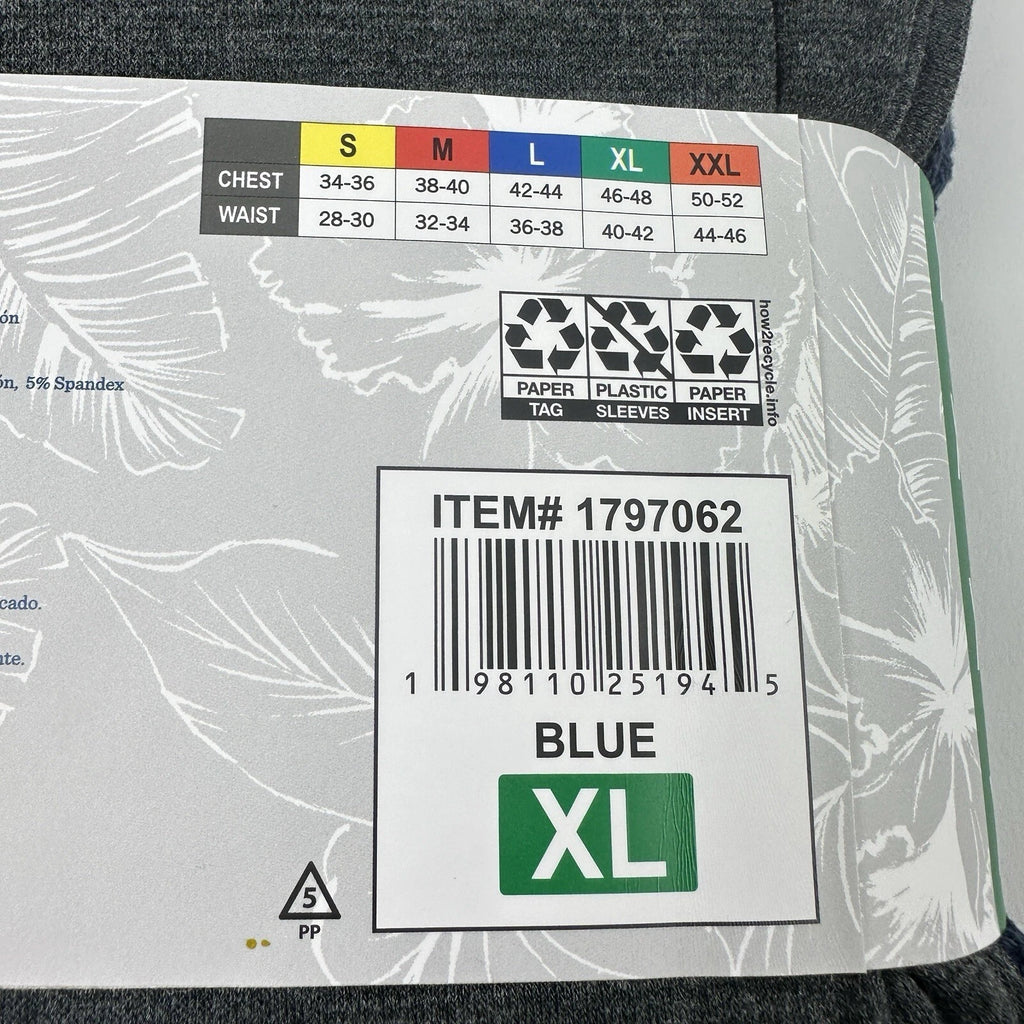 S M L XL XXL
CHEST 34-36 38-40 42-44 46-48 50-52
WAIST 28-30 32-34 36-38 40-42 44-46
ón
ón, 5% Spandex
PAPER PLASTIC PAPER
TAG SLEEVES INSERT
how2recycle.info
ITEM# 1797062
1 98110 25194 5
BLUE
XL
cado.
nte.
5
PP